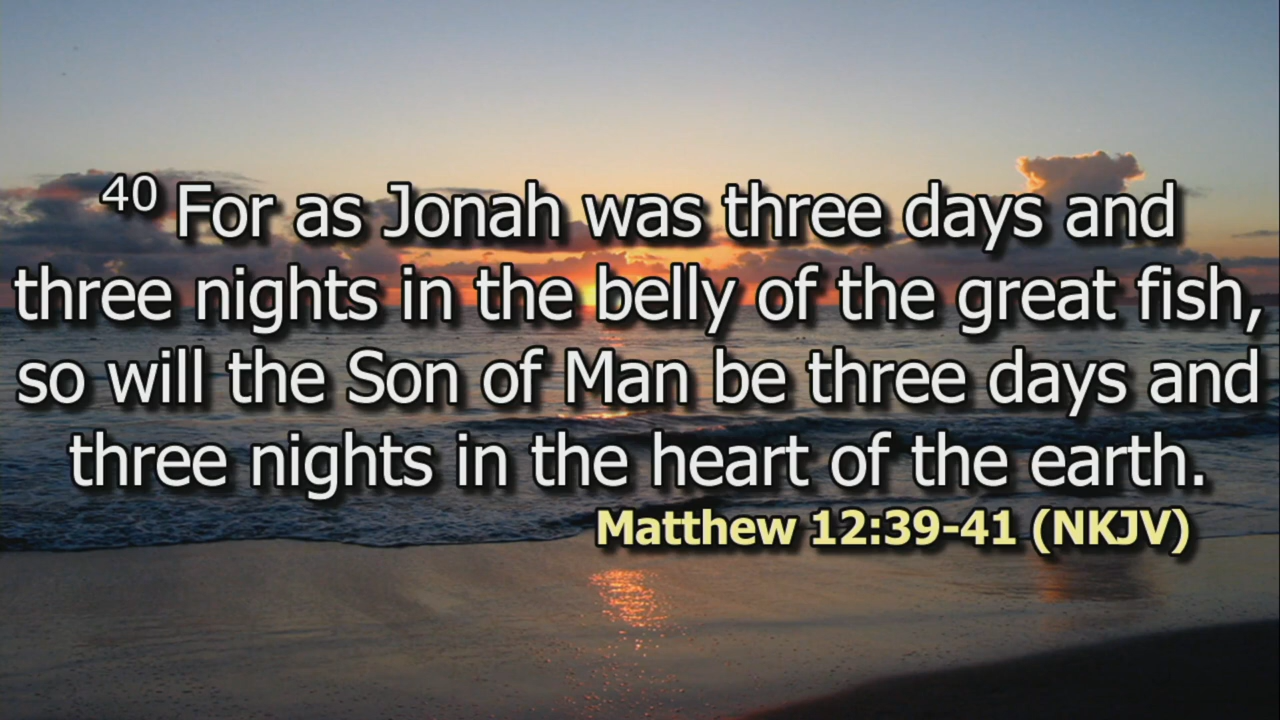 40 For as Jonah was three days and
three nights in the belly of the great fish,
so will the Son of Man be three days and
three nights in the heart of the earth.
Matthew 12:39-41 (NKJV)